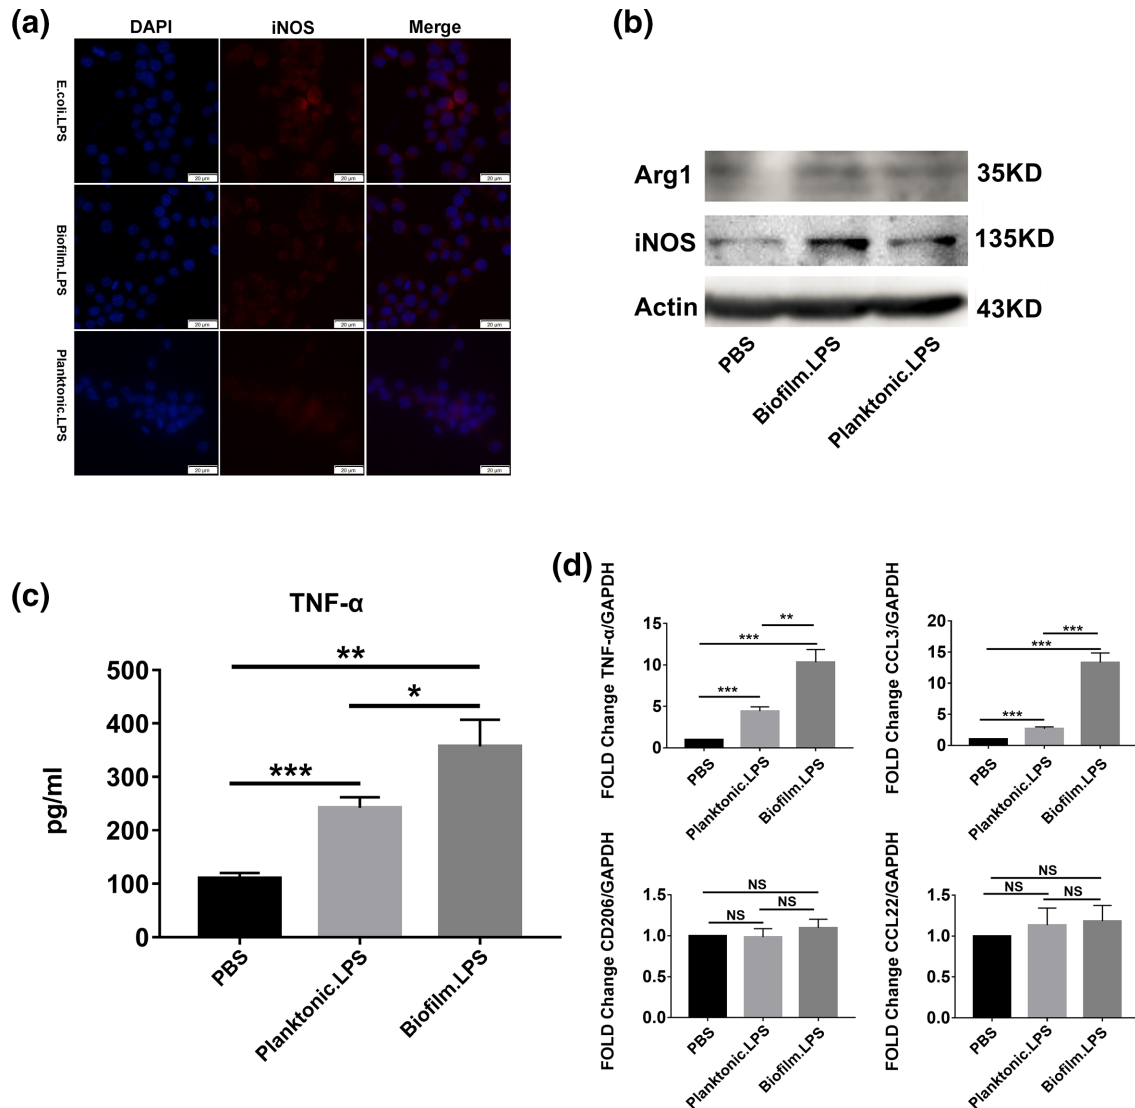 (a)
DAPI iNOS Merge
E.coli.LPS
20 μm 20 μm 20 μm
Biofilm.LPS
20 μm 20 μm 20 μm
Planktonic.LPS
20 μm 20 μm 20 μm
(b)
Arg1 35KD
iNOS 135KD
Actin 43KD
PBS Biofilm.LPS Planktonic.LPS
(c)
TNF-α
pg/ml
500
400
300
200
100
0
** 
*
***
PBS Planktonic.LPS Biofilm.LPS
(d)
FOLD Change TNF-α/GAPDH
15
10
5
0
**
***
***
PBS Planktonic.LPS Biofilm.LPS
FOLD Change CCL3/GAPDH
20
15
10
5
0
***
***
***
PBS Planktonic.LPS Biofilm.LPS
FOLD Change CD206/GAPDH
1.5
1.0
0.5
0.0
NS
NS
NS
PBS Planktonic.LPS Biofilm.LPS
FOLD Change CCL22/GAPDH
1.5
1.0
0.5
0.0
NS
NS NS
PBS Planktonic.LPS Biofilm.LPS